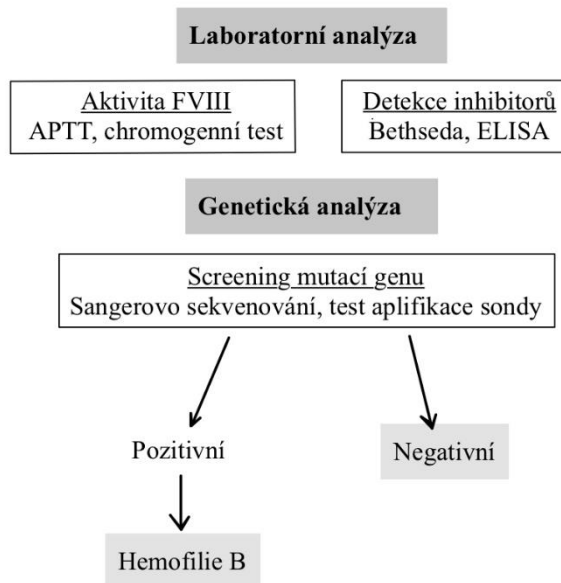 Laboratorní analýza
Aktivita FVIII
APTT, chromogenní test
Detekce inhibitorů
Bethseda, ELISA
Genetická analýza
Screening mutací genu
Sangerovo sekvenování, test aplifikace sondy
Pozitivní
Negativní
Hemofilie B